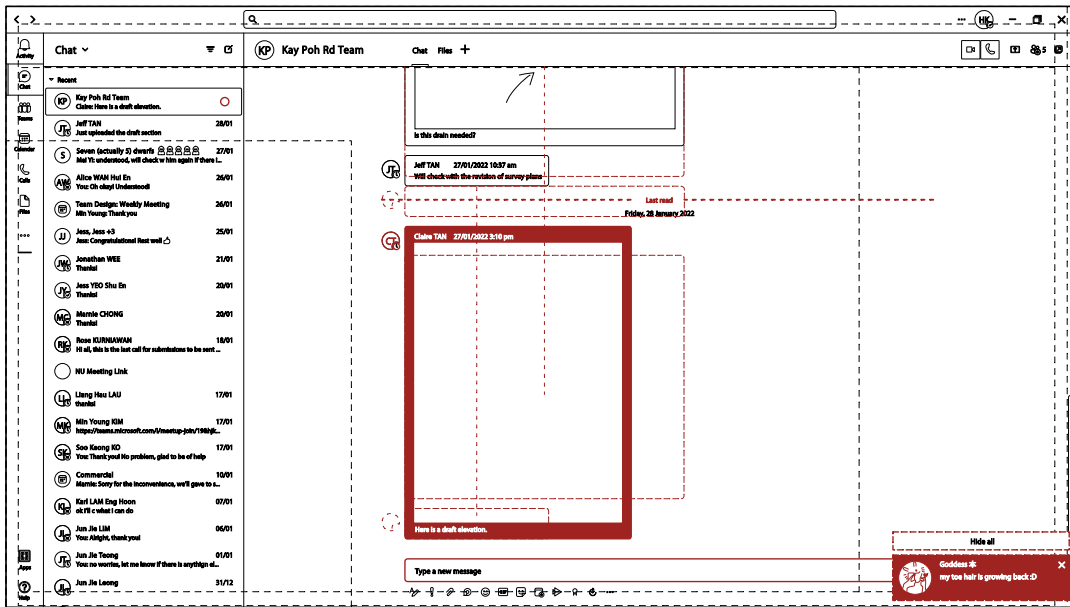 HK
Activity
Chat
Teams
Calendar
Calls
Files
Apps
Help
Chat
Recent
KP
Kay Poh Rd Team
Claire: Here is a draft elevation.
JT
Jeff TAN 28/01
Just uploaded the draft section
S
Seven (actually 5) dwarfs 27/01
Mei Yi: understood, will check w him again if there i...
AW
Alice WAN Hui En 26/01
You: Oh okay! Understood!
Team Design: Weekly Meeting 26/01
Min Young: Thank you
JJ
Jess, Jess +3 25/01
Jess: Congratulations! Rest well
JW
Jonathan WEE 21/01
Thanks!
JY
Jess YEO Shu En 20/01
Thanks!
MC
Marnie CHONG 20/01
Thanks!
RK
Rose KURNIAWAN 18/01
Hi all, this is the last call for submissions to be sent ...
NU Meeting Link
LL
Liang Hau LAU 17/01
thanks!
MK
Min Young KIM 17/01
https://teams.microsoft.com/l/meetup-join/19&hjk...
SK
Soo Keong KO 17/01
You: Thank you! No problem, glad to be of help
Commercial 10/01
Marnie: Sorry for the inconvenience, we'll gave to s...
KL
Karl LAM Eng Hoon 07/01
ok I'll c what I can do
JL
Jun Jie LIM 06/01
You: Alright, thank you!
JT
Jun Jie Teong 01/01
You: no worries, let me know if there is anythign el...
JL
Jun Jie Leong 31/12
KP Kay Poh Rd Team Chat Files +
5
is this drain needed?
JT
Jeff TAN 27/01/2022 10:37 am
Will check with the revision of survey plans
Last read
Friday, 28 January 2022
CT
Claire TAN 27/01/2022 3:10 pm
Here is a draft elevation.
Type a new message
Hide all
Goddess
my toe hair is growing back :D